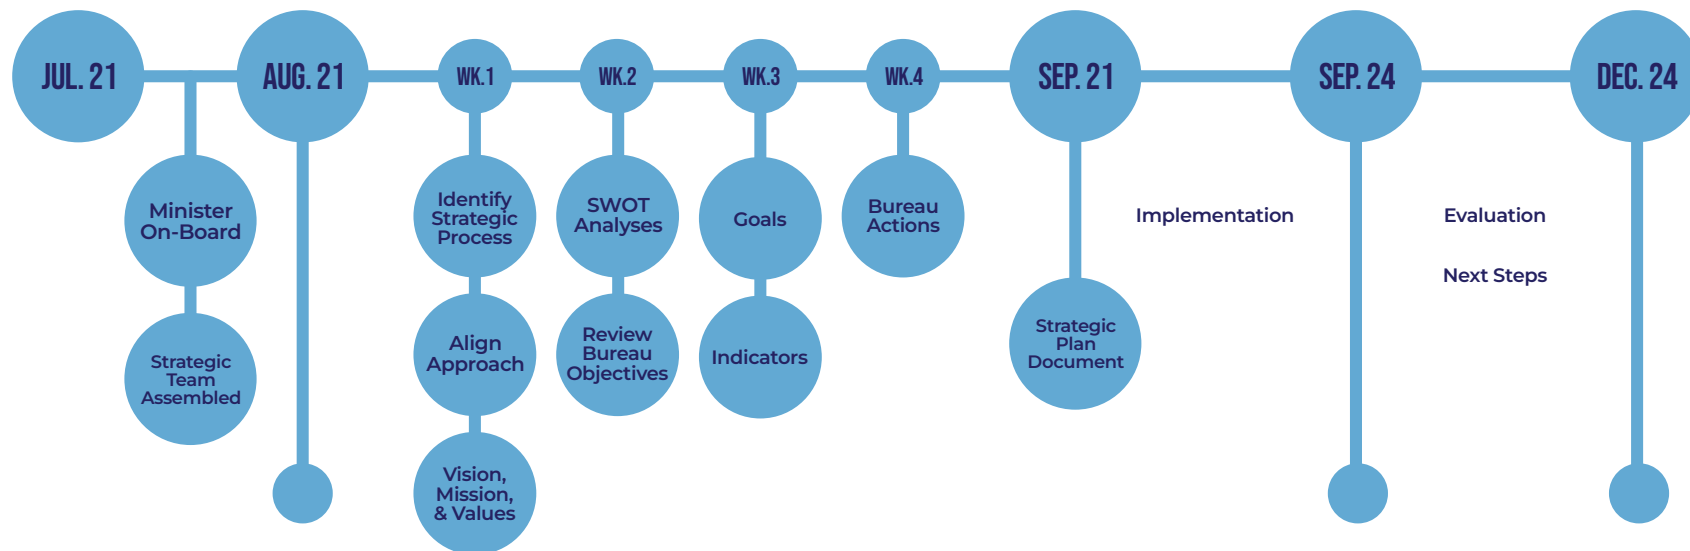 JUL. 21
AUG. 21
WK.1
WK.2
WK.3
WK.4
SEP. 21
SEP. 24
DEC. 24
Minister
On-Board
Strategic
Team
Assembled
Identify
Strategic
Process
Align
Approach
Vision,
Mission,
& Values
SWOT
Analyses
Review
Bureau
Objectives
Goals
Indicators
Bureau
Actions
Strategic
Plan
Document
Implementation
Evaluation
Next Steps